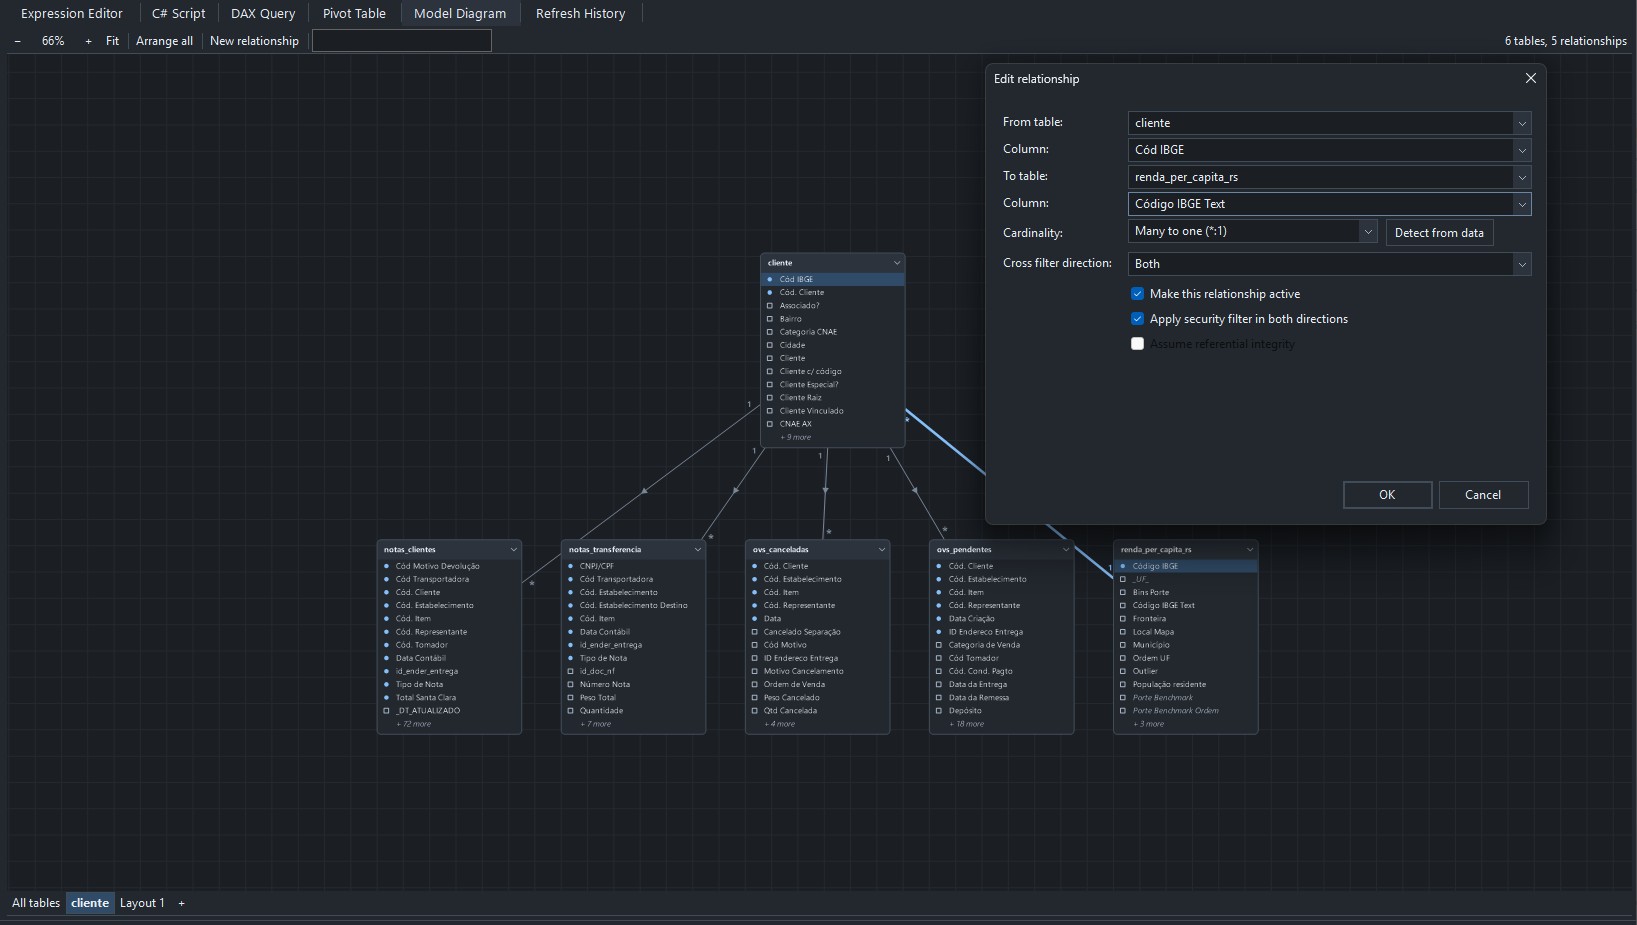 Expression Editor C# Script DAX Query Pivot Table Model Diagram Refresh History
− 66% + Fit Arrange all New relationship 6 tables, 5 relationships
Edit relationship
From table: cliente
Column: Cód IBGE
To table: renda_per_capita_rs
Column: Código IBGE Text
Cardinality: Many to one (*:1) Detect from data
Cross filter direction: Both
Make this relationship active
Apply security filter in both directions
Assume referential integrity
OK Cancel
cliente
Cód IBGE
Cód. Cliente
Associado?
Bairro
Categoria CNAE
Cidade
Cliente
Cliente c/ código
Cliente Especial?
Cliente Raiz
Cliente Vinculado
CNAE AX
+ 9 more
1 *
1 1 1
* * * 1
*
notas_clientes
Cód Motivo Devolução
Cód Transportadora
Cód. Cliente
Cód. Estabelecimento
Cód. Item
Cód. Representante
Cód. Tomador
Data Contábil
id_ender_entrega
Tipo de Nota
Total Santa Clara
_DT_ATUALIZADO
+ 72 more
notas_transferencia
CNPJ/CPF
Cód Transportadora
Cód. Estabelecimento
Cód. Estabelecimento Destino
Cód. Item
Data Contábil
id_ender_entrega
Tipo de Nota
id_doc_nf
Número Nota
Peso Total
Quantidade
+ 7 more
ovs_canceladas
Cód. Cliente
Cód. Estabelecimento
Cód. Item
Cód. Representante
Data
Cancelado Separação
Cód Motivo
ID Endereco Entrega
Motivo Cancelamento
Ordem de Venda
Peso Cancelado
Qtd Cancelada
+ 4 more
ovs_pendentes
Cód. Cliente
Cód. Estabelecimento
Cód. Item
Cód. Representante
Data Criação
ID Endereco Entrega
Categoria de Venda
Cód Tomador
Cód. Cond. Pagto
Data da Entrega
Data da Remessa
Depósito
+ 18 more
renda_per_capita_rs
Código IBGE
_UF_
Bins Porte
Código IBGE Text
Fronteira
Local Mapa
Município
Ordem UF
Outlier
População residente
Porte Benchmark
Porte Benchmark Ordem
+ 3 more
All tables cliente Layout 1 +